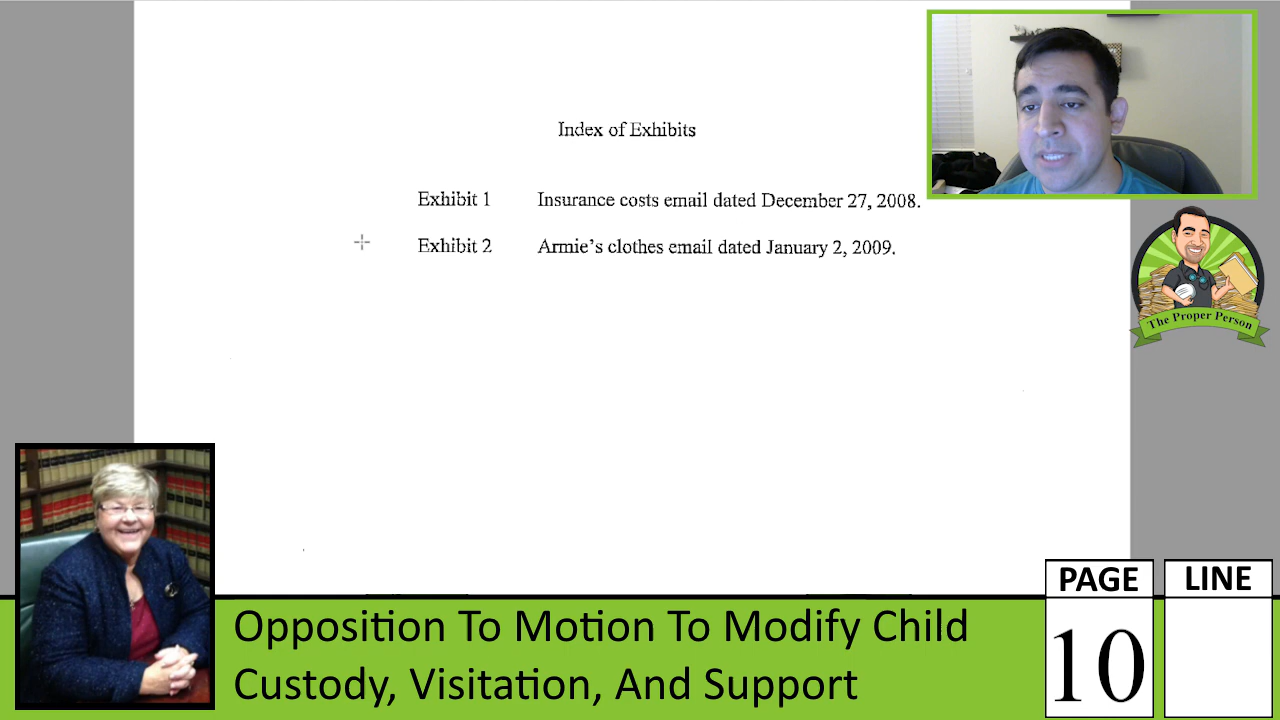 Index of Exhibits
Exhibit 1 Insurance costs email dated December 27, 2008.
Exhibit 2 Armie's clothes email dated January 2, 2009.
The Proper Person
Opposition To Motion To Modify Child
Custody, Visitation, And Support
PAGE
10
LINE